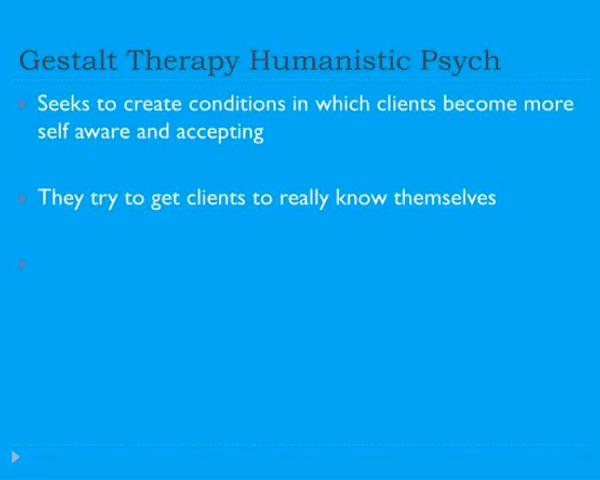 Gestalt Therapy Humanistic Psych
Seeks to create conditions in which clients become more
self aware and accepting
They try to get clients to really know themselves